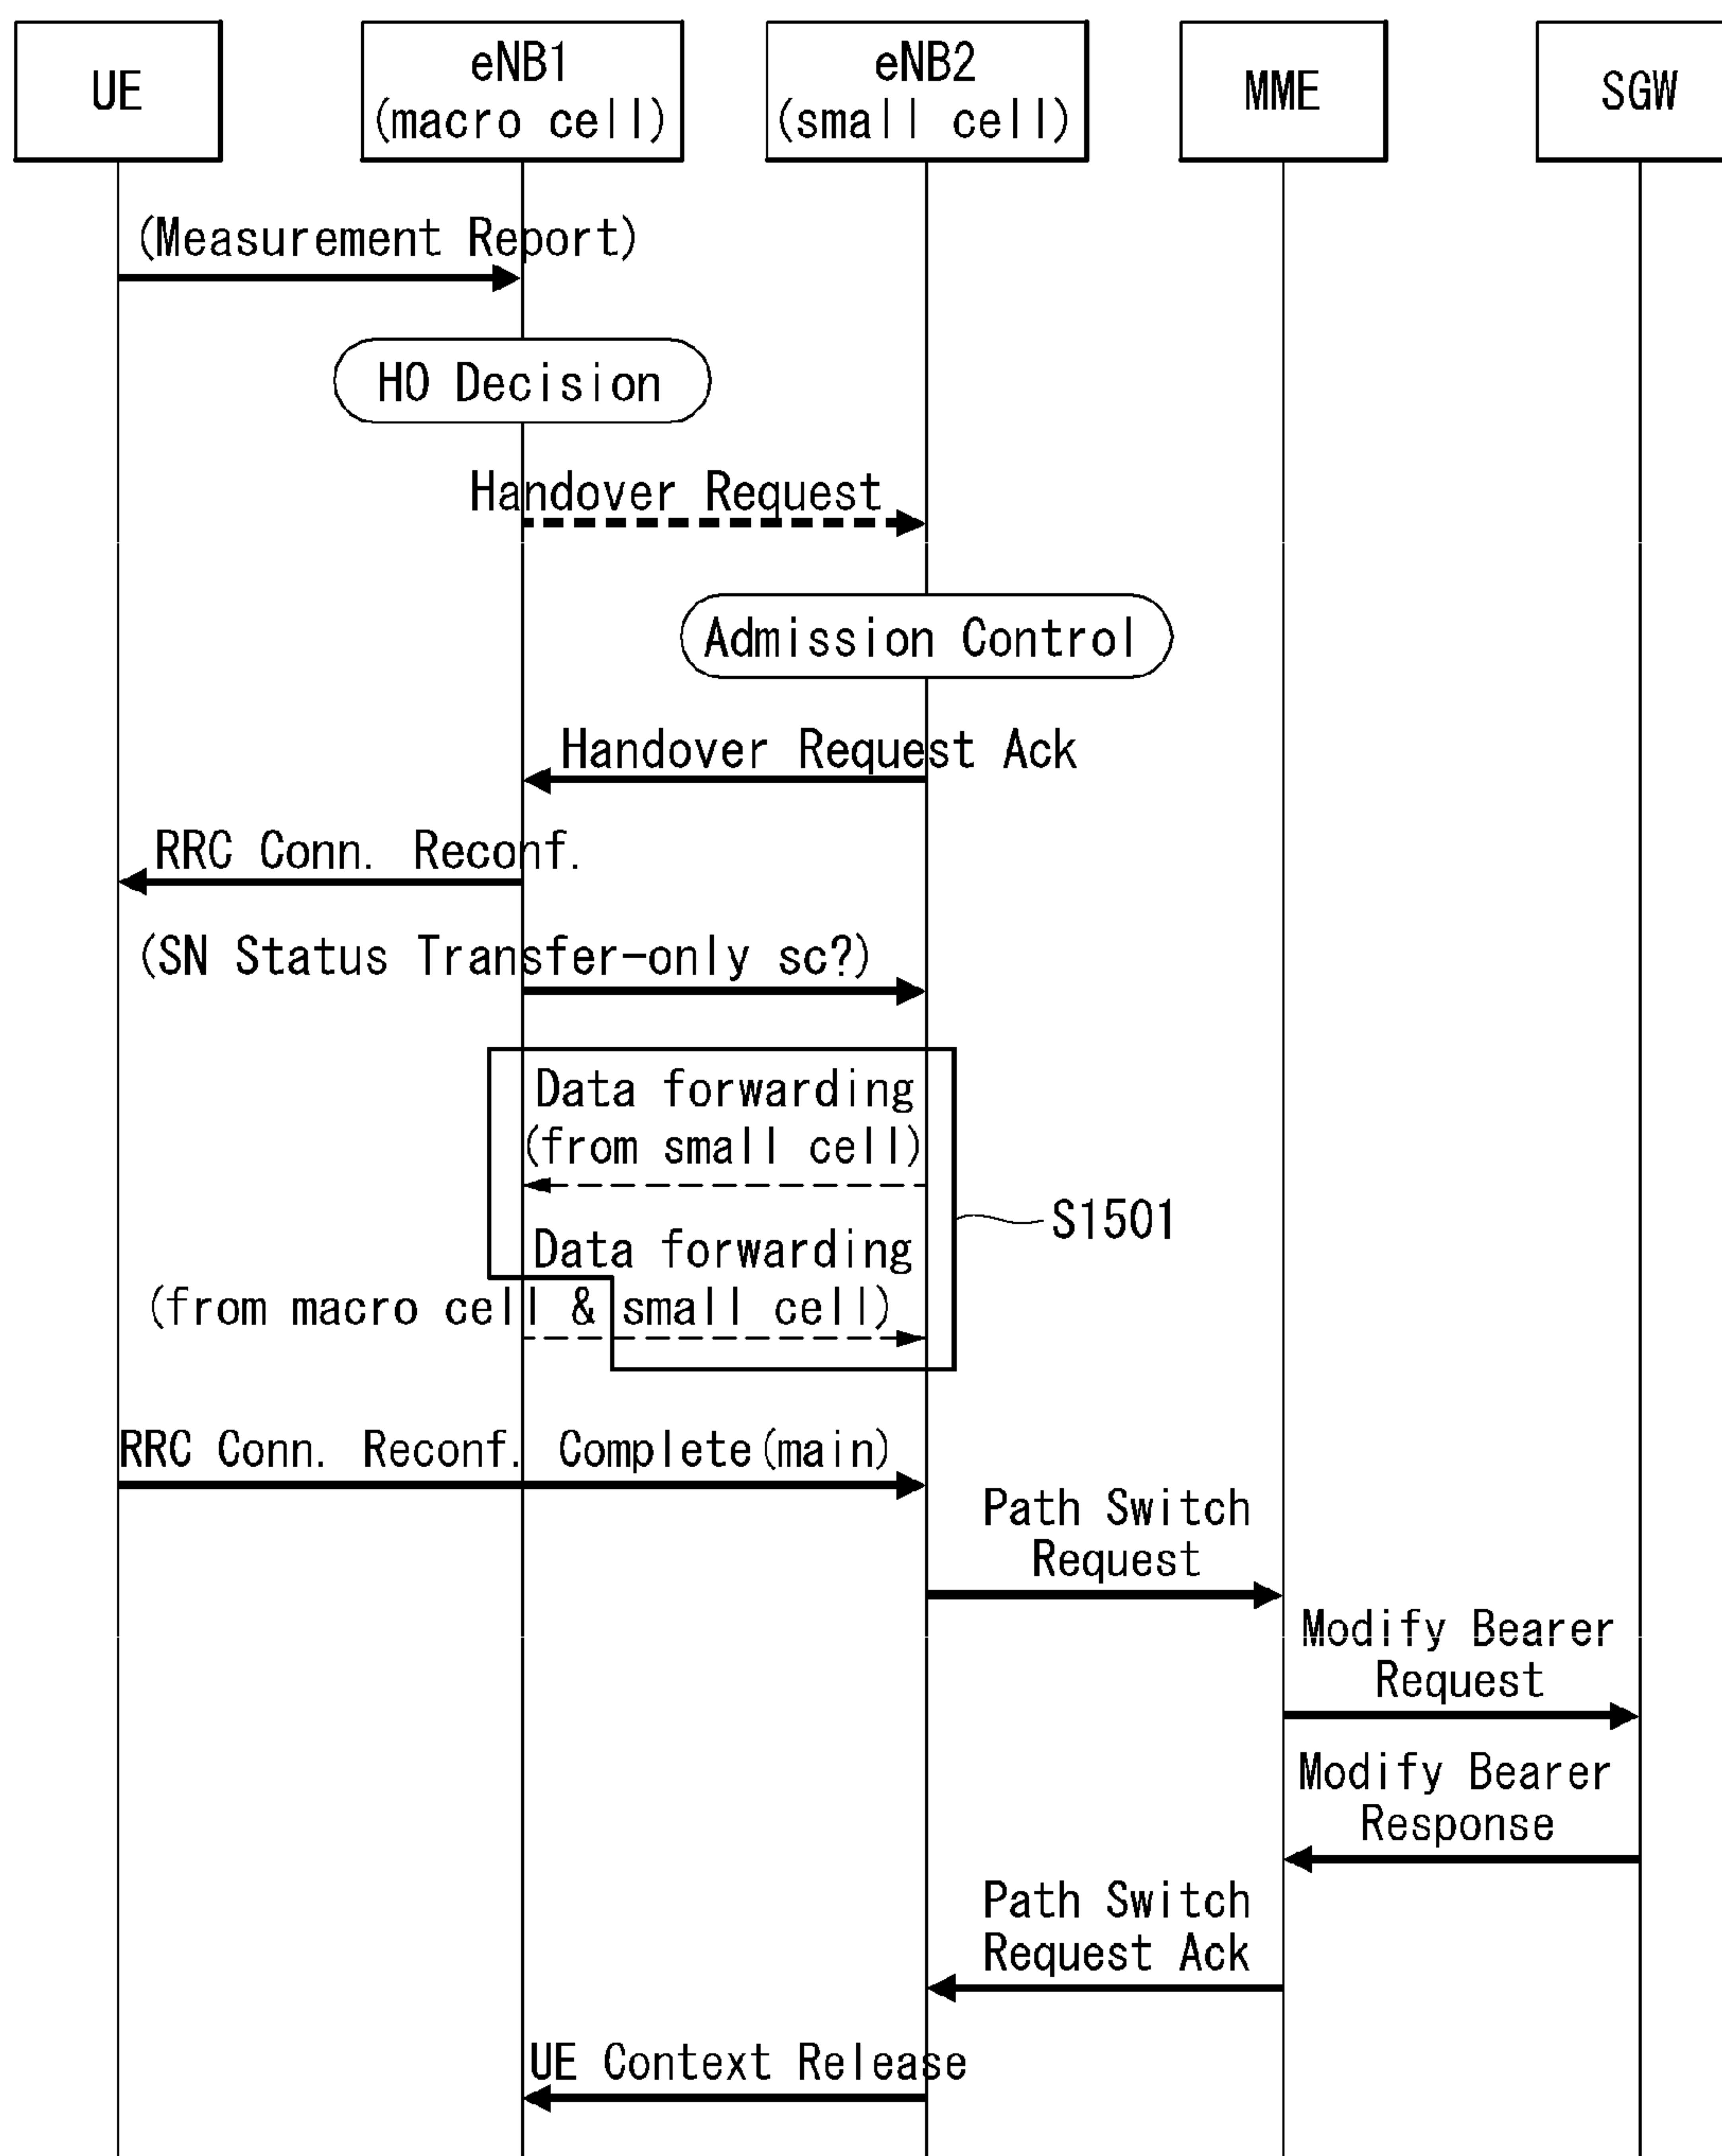 UE
eNB1
(macro cell)
eNB2
(small cell)
MME
SGW
(Measurement Report)
HO Decision
Handover Request
Admission Control
Handover Request Ack
RRC Conn. Reconf.
(SN Status Transfer-only sc?)
Data forwarding
(from small cell)
S1501
Data forwarding
(from macro cell & small cell)
RRC Conn. Reconf. Complete(main)
Path Switch
Request
Modify Bearer
Request
Modify Bearer
Response
Path Switch
Request Ack
UE Context Release